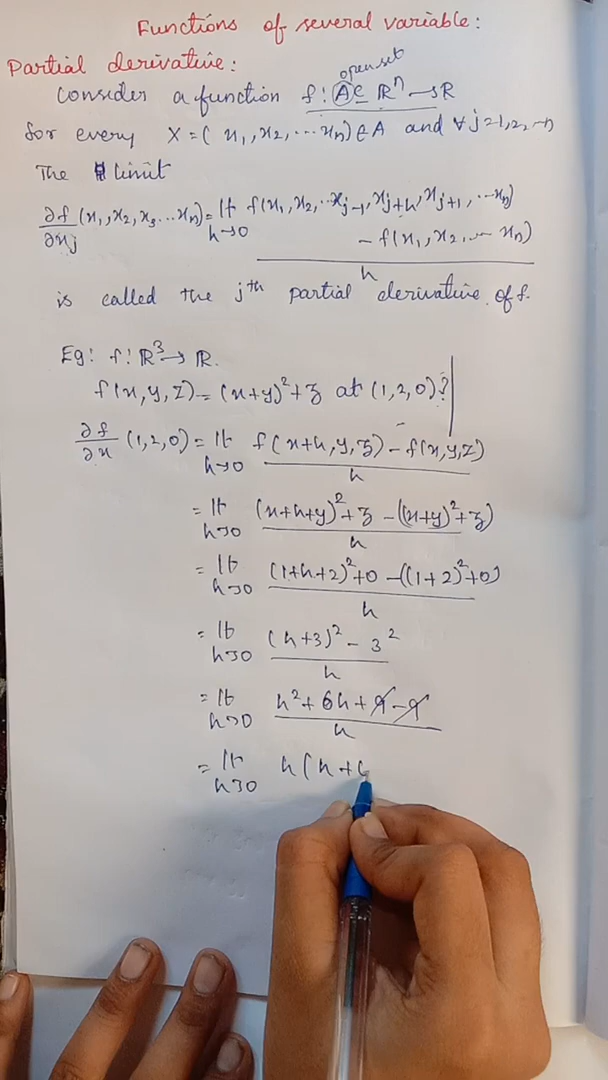 Functions of several variable:
Partial derivative:
open set
Consider a function f: A ⊆ ℝⁿ → ℝ
for every X = (x₁, x₂, ... xₙ) ∈ A and ∀ j = 1, 2, -- n
The limit
∂f/∂xⱼ (x₁, x₂, x₃ ... xₙ) = lt h→0 f(x₁, x₂, .. xⱼ₋₁, xⱼ+h, xⱼ₊₁, ... xₙ)
- f(x₁, x₂, ... xₙ)
h
is called the jᵗʰ partial derivative of f.
Eg: f: ℝ³ → ℝ.
f(x, y, z) = (x+y)² + z at (1, 2, 0)?
∂f/∂x (1, 2, 0) = lt h→0 f(x+h, y, z) - f(x, y, z) / h
= lt h→0 (x+h+y)² + z - ((x+y)² + z) / h
= lt h→0 (1+h+2)² + 0 - ((1+2)² + 0) / h
= lt h→0 (h+3)² - 3² / h
= lt h→0 h² + 6h + 9 - 9 / h
= lt h→0 h(h+